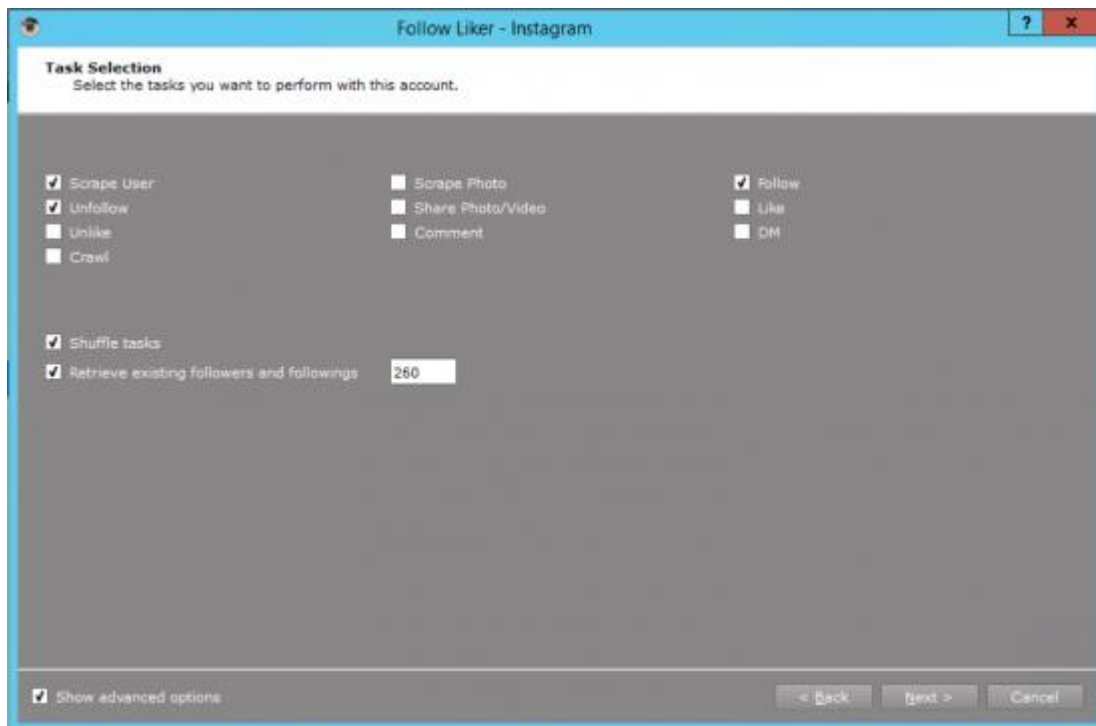 Follow Liker - Instagram
? x
Task Selection
Select the tasks you want to perform with this account.
Scrape User Scrape Photo Follow
Unfollow Share Photo/Video Like
Unlike Comment DM
Crawl
Shuffle tasks
Retrieve existing followers and followings 260
Show advanced options < Back Next > Cancel